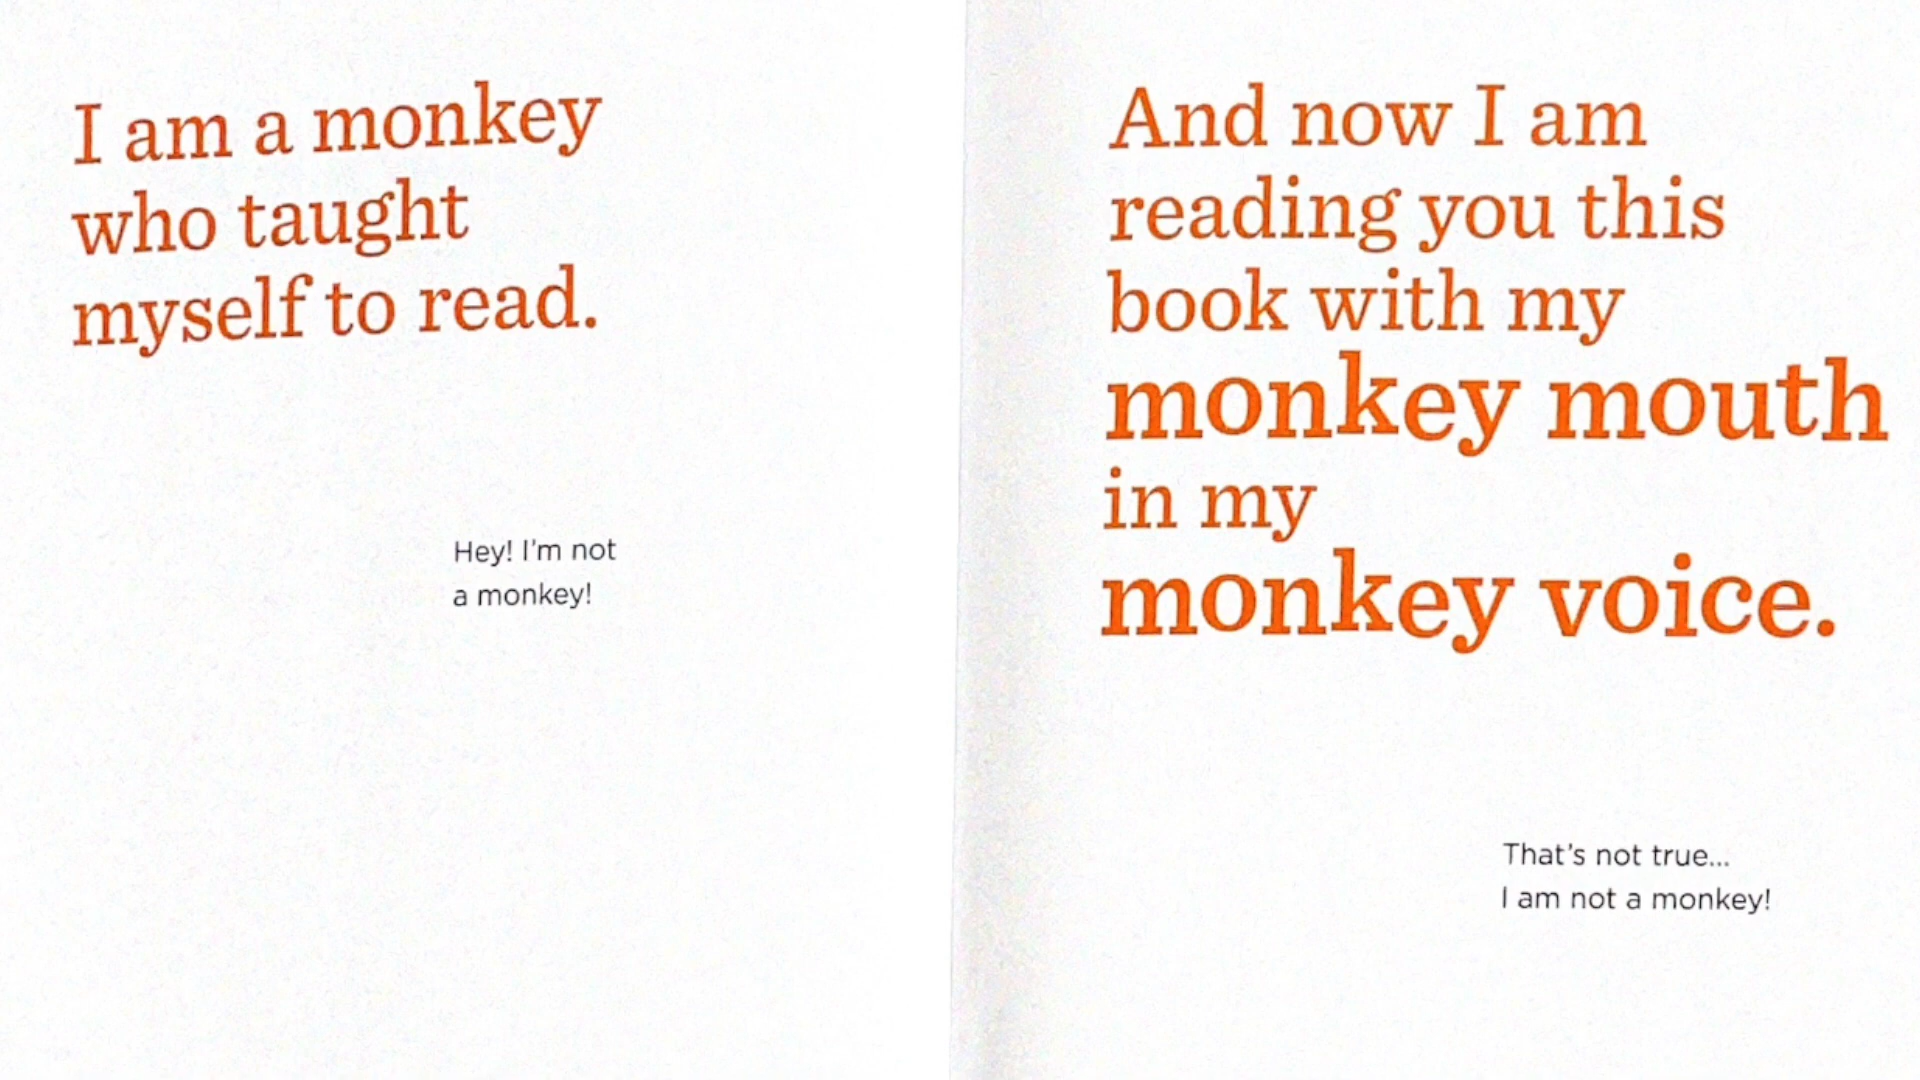 I am a monkey
who taught
myself to read.
Hey! I'm not
a monkey!
And now I am
reading you this
book with my
monkey mouth
in my
monkey voice.
That's not true...
I am not a monkey!